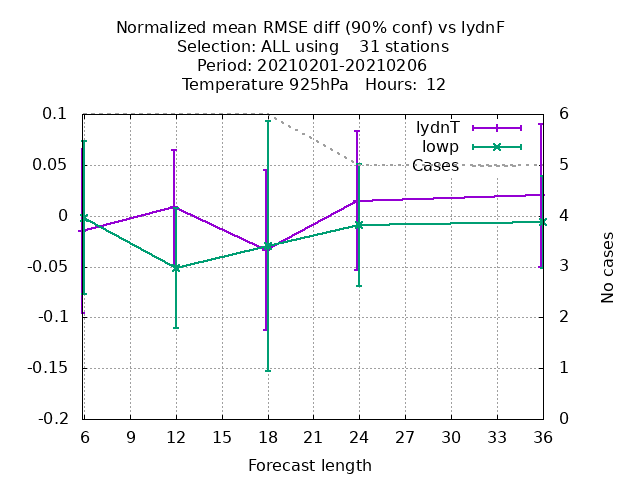 Normalized mean RMSE diff (90% conf) vs lydnF
Selection: ALL using    31 stations
Period: 20210201-20210206
Temperature 925hPa   Hours:  12
lydnT
lowp
Cases
0.1
0.05
0
-0.05
-0.1
-0.15
-0.2
6
5
4
3
2
1
0
No cases
6 9 12 15 18 21 24 27 30 33 36
Forecast length